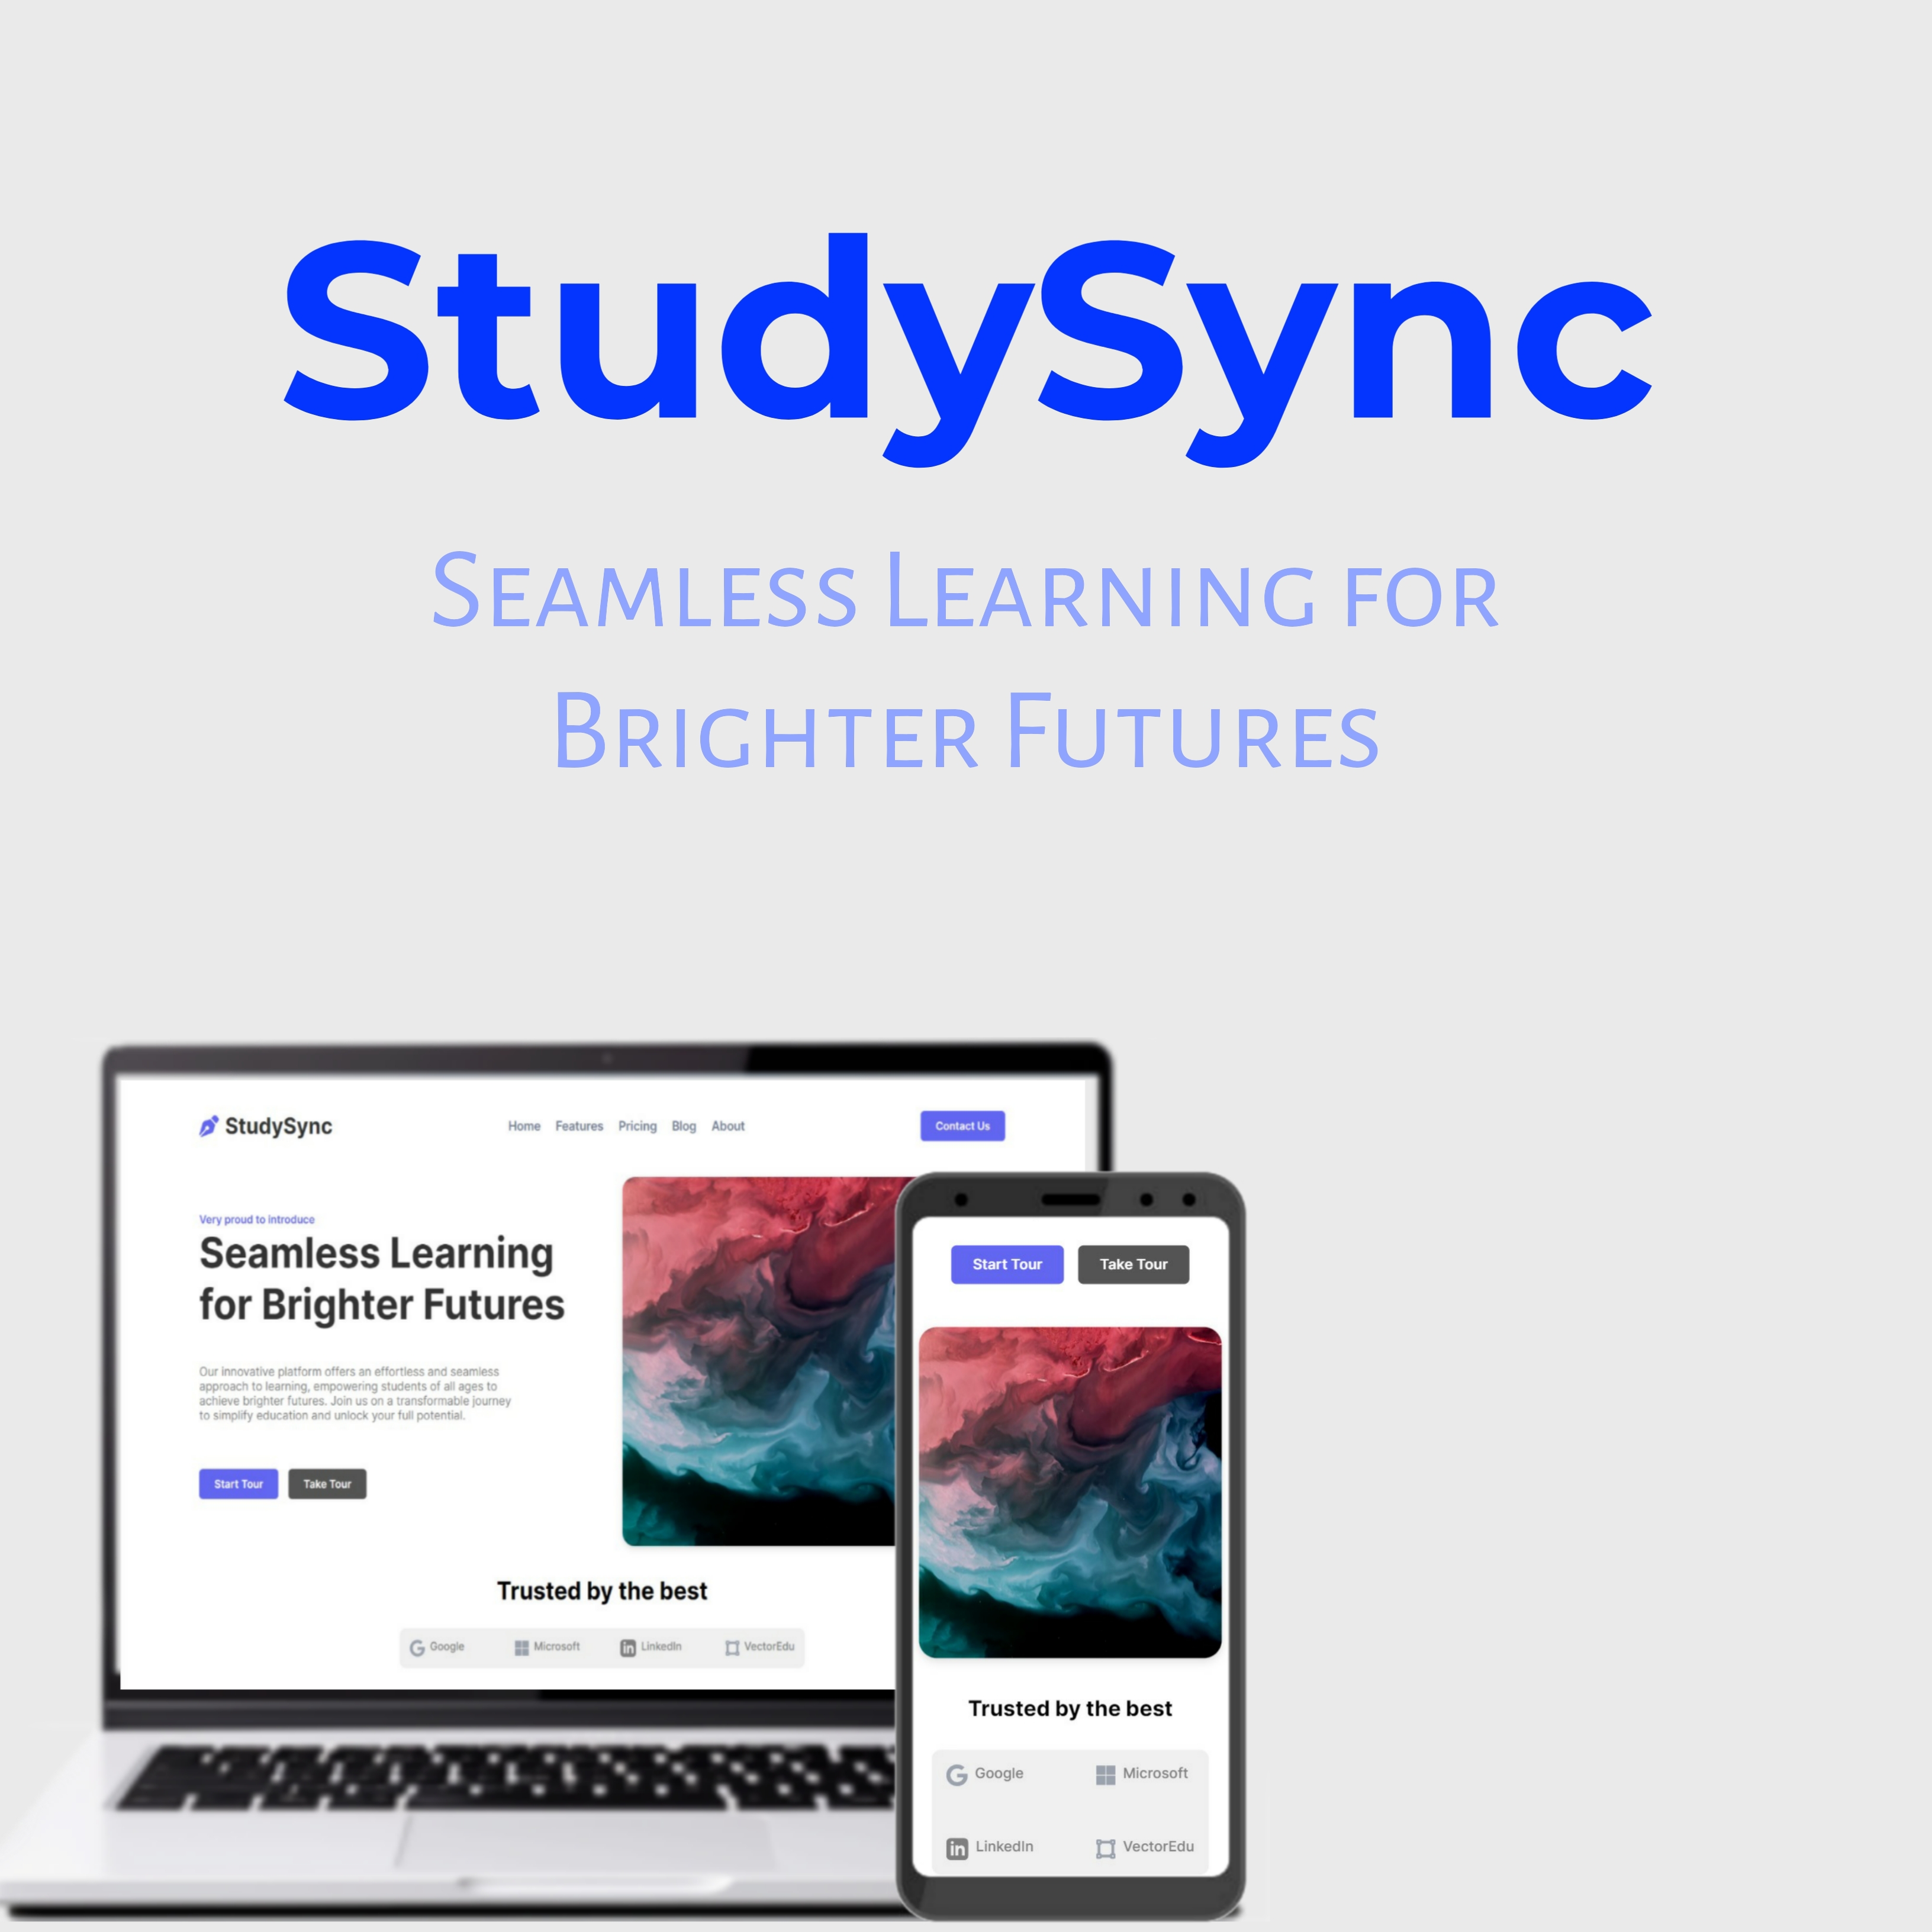 StudySync
Seamless Learning for
Brighter Futures
StudySync
Home Features Pricing Blog About
Contact Us
Very proud to introduce
Seamless Learning
for Brighter Futures
Our innovative platform offers an effortless and seamless
approach to learning, empowering students of all ages to
achieve brighter futures. Join us on a transformable journey
to simplify education and unlock your full potential.
Start Tour Take Tour
Trusted by the best
Google Microsoft LinkedIn VectorEdu
Start Tour Take Tour
Trusted by the best
Google Microsoft
LinkedIn VectorEdu